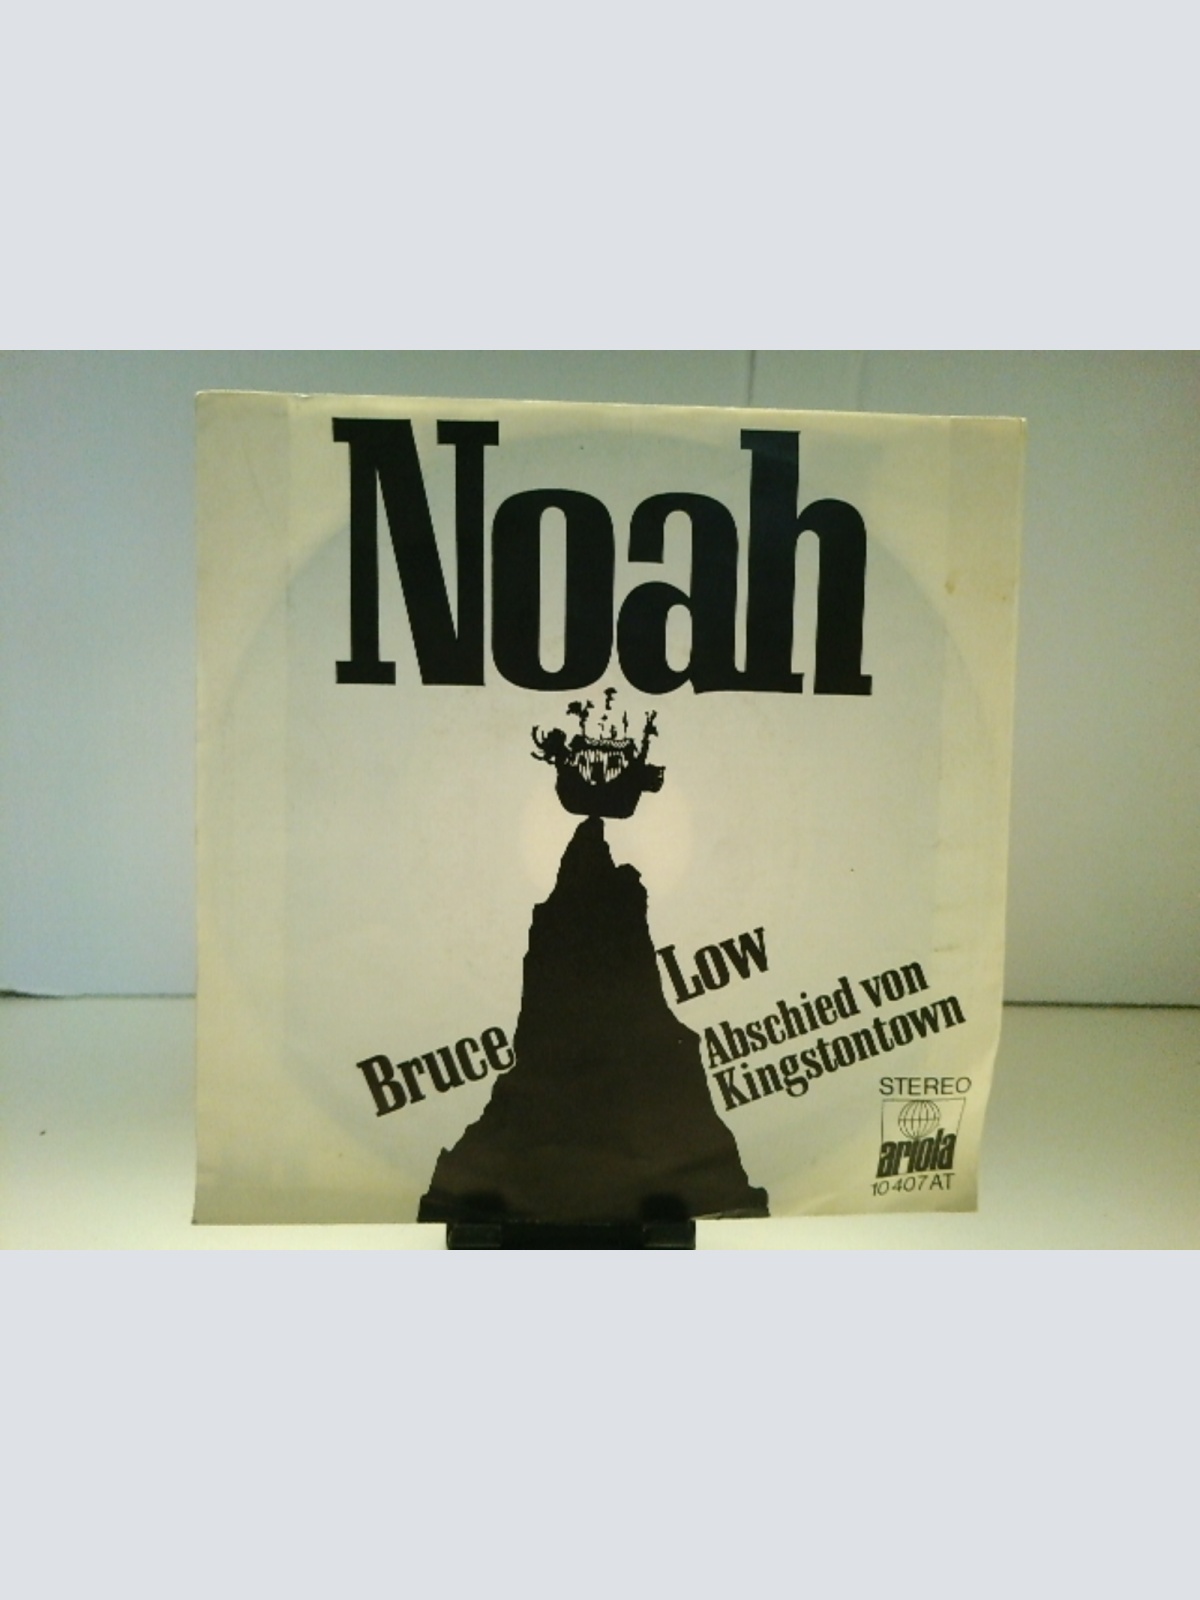 Noah
Bruce Low
Abschied von
Kingstontown
STEREO
ariola
10 407 AT